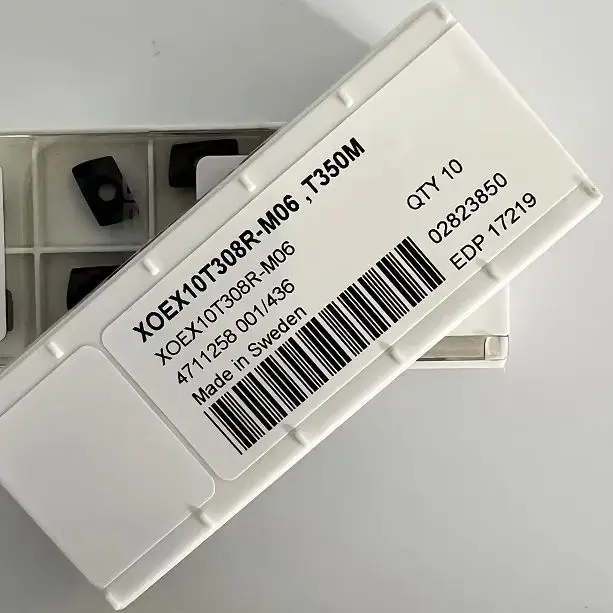 XOEX10T308R-M06 , T350M
XOEX10T308R-M06
4711258 001/436
Made in Sweden
QTY 10
02823850
EDP 17219